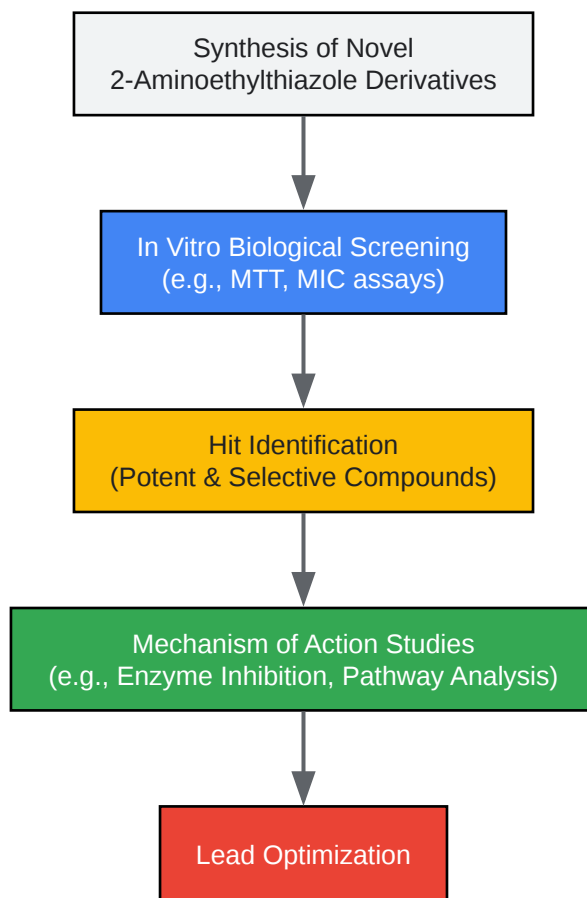 Synthesis of Novel
2-Aminoethylthiazole Derivatives
In Vitro Biological Screening
(e.g., MTT, MIC assays)
Hit Identification
(Potent & Selective Compounds)
Mechanism of Action Studies
(e.g., Enzyme Inhibition, Pathway Analysis)
Lead Optimization